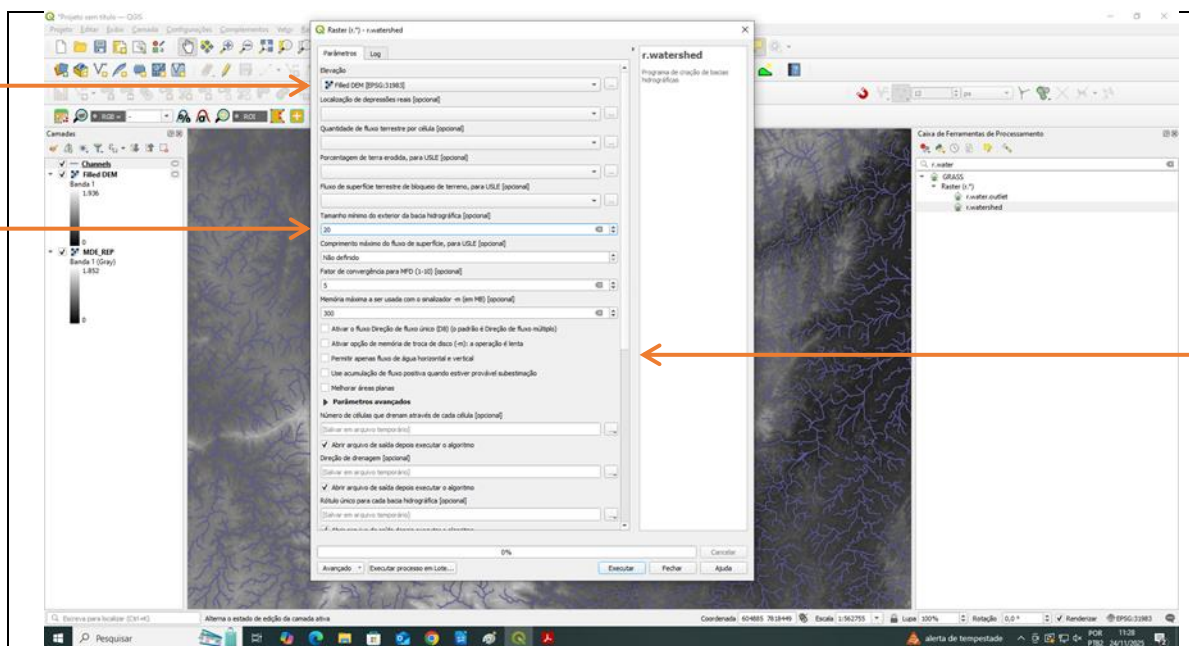 *Projeto sem título — QGIS
Projeto Editar Exibir Camada Configurações Complementos Vetor
Raster (r.*) - r.watershed
Parâmetros Log
Elevação
Filled DEM [EPSG:31983]
Localização de depressões reais [opcional]
Quantidade de fluxo terrestre por célula [opcional]
Porcentagem de terra erodida, para USLE [opcional]
Fluxo de superfície terrestre de bloqueio de terreno, para USLE [opcional]
Tamanho mínimo do exterior da bacia hidrográfica [opcional]
20
Comprimento máximo do fluxo de superfície, para USLE [opcional]
Não definido
Fator de convergência para MFD (1-10) [opcional]
5
Memória máxima a ser usada com o sinalizador -m (em MB) [opcional]
300
Ativar o fluxo Direção de fluxo único (D8) (o padrão é Direção de fluxo múltiplo)
Ativar opção de memória de troca de disco (-m): a operação é lenta
Permitir apenas fluxo de água horizontal e vertical
Use acumulação de fluxo positiva quando estiver provável subestimação
Melhorar áreas planas
Parâmetros avançados
Número de células que drenam através de cada célula [opcional]
[Salvar em arquivo temporário]
Abrir arquivo de saída depois executar o algoritmo
Direção de drenagem [opcional]
[Salvar em arquivo temporário]
Abrir arquivo de saída depois executar o algoritmo
Rótulo único para cada bacia hidrográfica [opcional]
[Salvar em arquivo temporário]
Abrir arquivo de saída depois executar o algoritmo
0%
Cancelar
Avançado Executar processo em Lote...
Executar Fechar Ajuda
r.watershed
Programa de criação de bacias
hidrográficas
RGB
ROI
12 px
Camadas
Channels
Filled DEM
Banda 1
1.936
0
MDE_REP
Banda 1 (Gray)
1.852
0
Caixa de Ferramentas de Processamento
r.water
GRASS
Raster (r.*)
r.water.outlet
r.watershed
Escreva para localizar (Ctrl+K)
Alterna o estado de edição da camada ativa
Coordenada 604885 7818449 Escala 1:562755 Lupa 100% Rotação 0,0 ° Renderizar EPSG:31983
Pesquisar
alerta de tempestade
POR
PTB2
11:28
24/11/2025